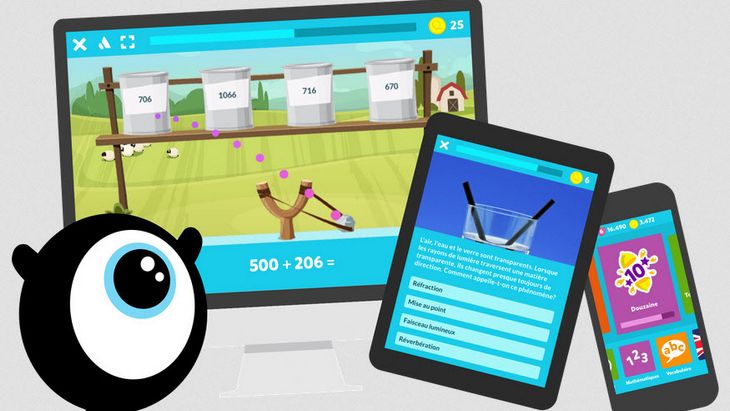 25
706
1066
716
670
500 + 206 =
6
L'air, l'eau et le verre sont transparents. Lorsque
les rayons de lumière traversent une matière
transparente, ils changent presque toujours de
direction. Comment appelle-t-on ce phénomène?
Réfraction
Mise au point
Faisceau lumineux
Réverbération
16.490 3.472
10
Douzaine
123
Mathématiques
abc
Vocabulaire